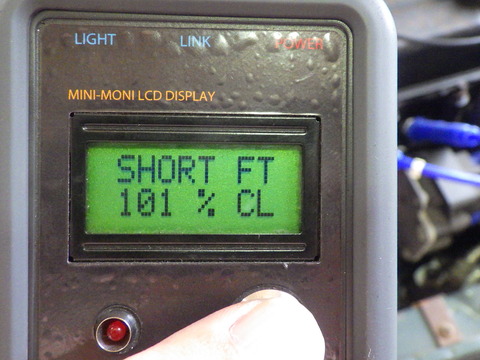 LIGHT LINK POWER
MINI-MONI LCD DISPLAY
SHORT FT
101 % CL